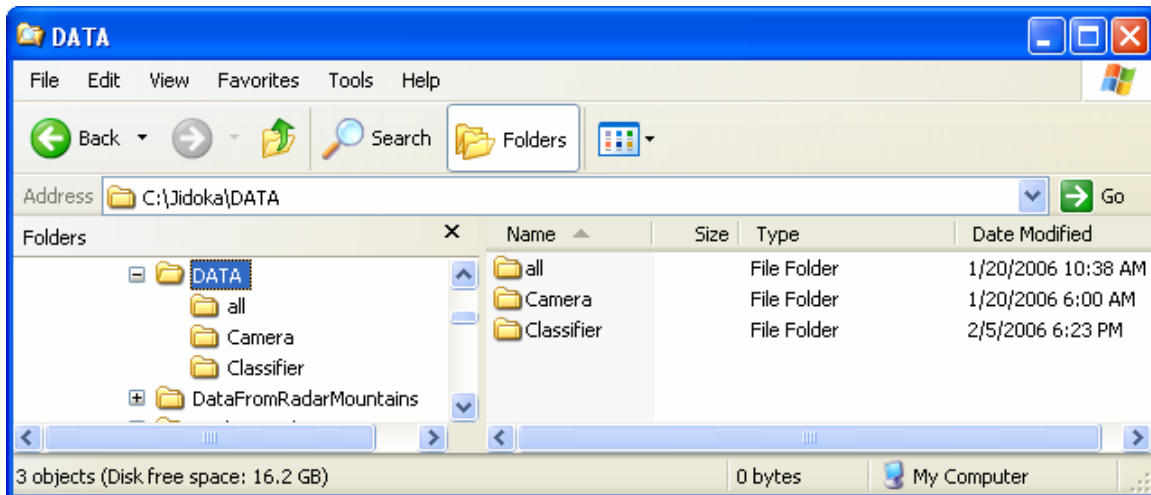 DATA
File Edit View Favorites Tools Help
Back Search Folders
Address C:\Jidoka\DATA Go
Folders Name Size Type Date Modified
DATA all File Folder 1/20/2006 10:38 AM
all Camera File Folder 1/20/2006 6:00 AM
Camera Classifier File Folder 2/5/2006 6:23 PM
Classifier
DataFromRadarMountains
3 objects (Disk free space: 16.2 GB) 0 bytes My Computer